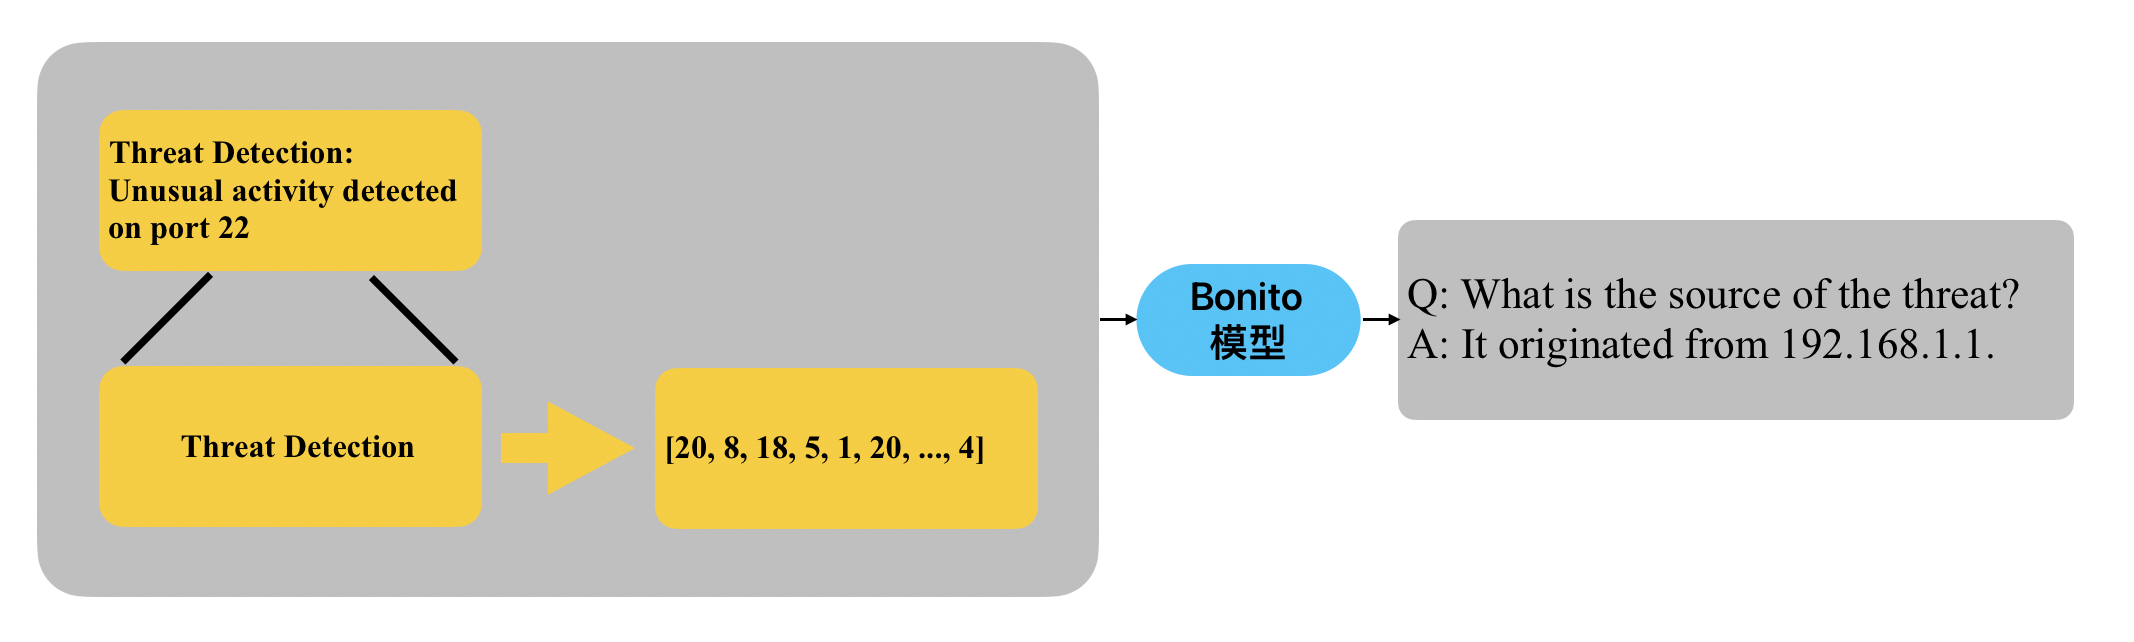 Threat Detection:
Unusual activity detected
on port 22
Threat Detection
[20, 8, 18, 5, 1, 20, ..., 4]
Bonito
模型
Q: What is the source of the threat?
A: It originated from 192.168.1.1.